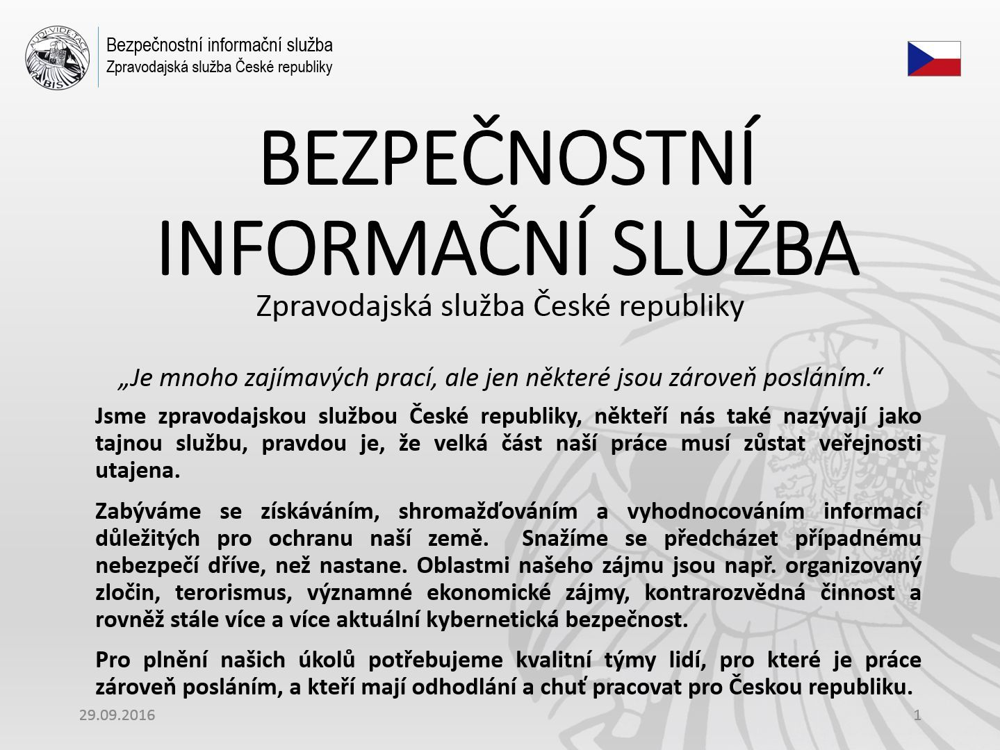 AUDI·VIDE·TACE
BIS
Bezpečnostní informační služba
Zpravodajská služba České republiky
BEZPEČNOSTNÍ
INFORMAČNÍ SLUŽBA
Zpravodajská služba České republiky
„Je mnoho zajímavých prací, ale jen některé jsou zároveň posláním.“
Jsme zpravodajskou službou České republiky, někteří nás také nazývají jako
tajnou službu, pravdou je, že velká část naší práce musí zůstat veřejnosti
utajena.
Zabýváme se získáváním, shromažďováním a vyhodnocováním informací
důležitých pro ochranu naší země. Snažíme se předcházet případnému
nebezpečí dříve, než nastane. Oblastmi našeho zájmu jsou např. organizovaný
zločin, terorismus, významné ekonomické zájmy, kontrarozvědná činnost a
rovněž stále více a více aktuální kybernetická bezpečnost.
Pro plnění našich úkolů potřebujeme kvalitní týmy lidí, pro které je práce
zároveň posláním, a kteří mají odhodlání a chuť pracovat pro Českou republiku.
29.09.2016
1